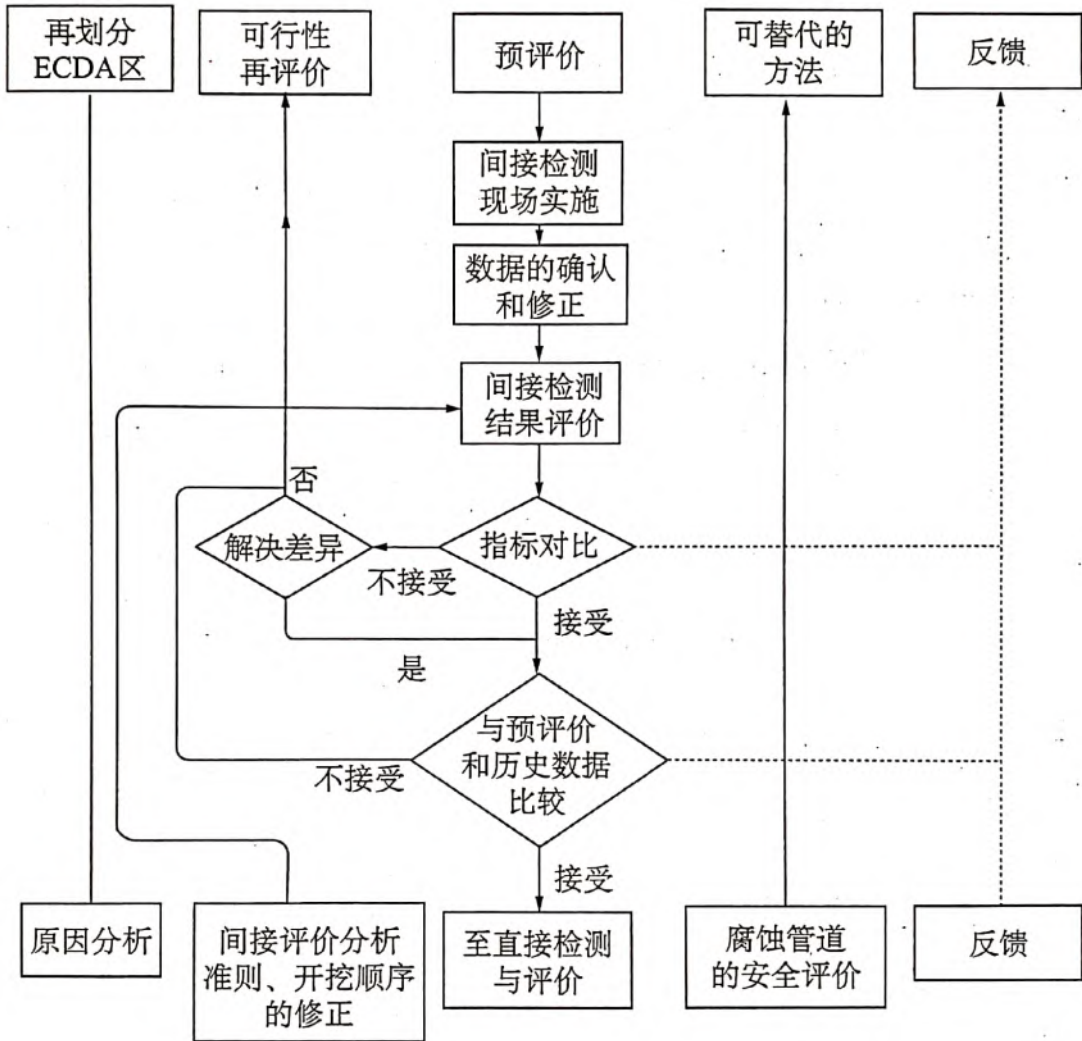 再划分
ECDA区
可行性
再评价
预评价
可替代的
方法
反馈
间接检测
现场实施
数据的确认
和修正
间接检测
结果评价
否
解决差异
不接受
指标对比
接受
是
与预评价
和历史数据
比较
不接受
接受
原因分析
间接评价分析
准则、开挖顺序
的修正
至直接检测
与评价
腐蚀管道
的安全评价
反馈